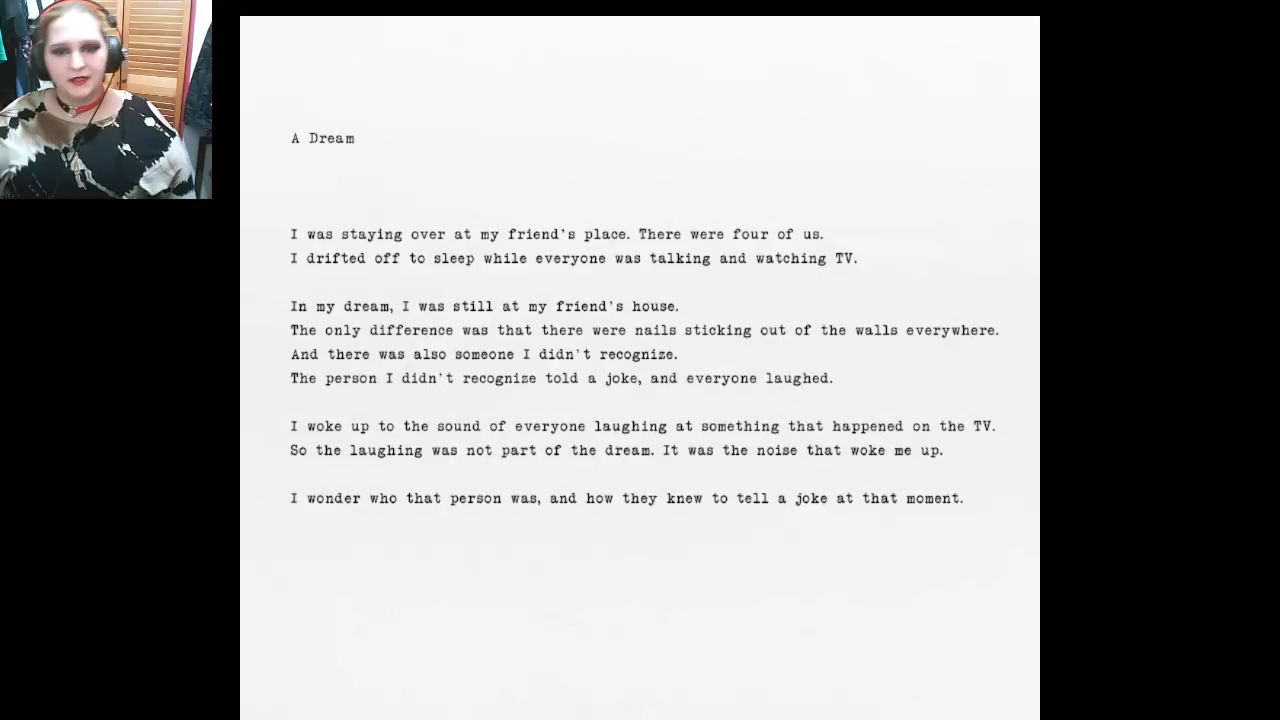 A Dream
I was staying over at my friend's place. There were four of us.
I drifted off to sleep while everyone was talking and watching TV.
In my dream, I was still at my friend's house.
The only difference was that there were nails sticking out of the walls everywhere.
And there was also someone I didn't recognize.
The person I didn't recognize told a joke, and everyone laughed.
I woke up to the sound of everyone laughing at something that happened on the TV.
So the laughing was not part of the dream. It was the noise that woke me up.
I wonder who that person was, and how they knew to tell a joke at that moment.